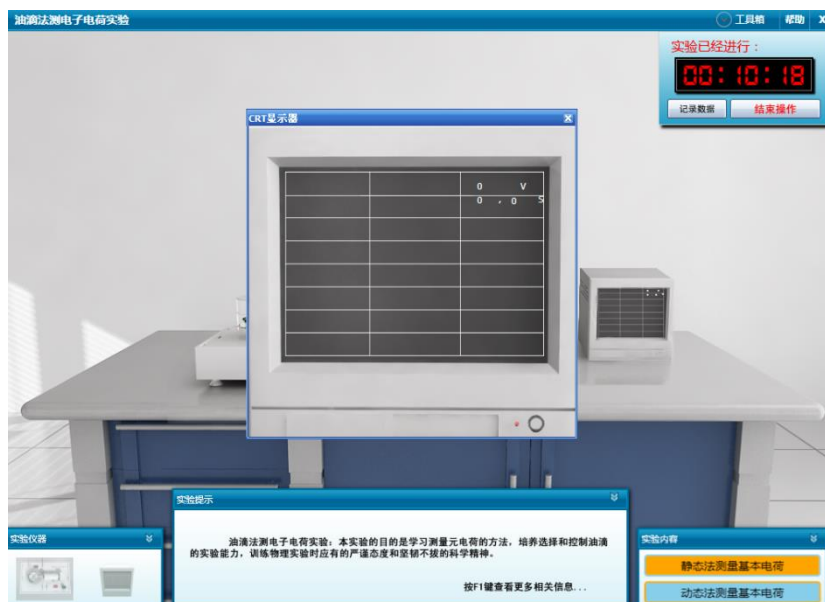 油滴法测电子电荷实验
工具箱 帮助 X
实验已经进行：
00:10:18
记录数据 结束操作
CRT显示器
0 V
0.0 S
实验提示
油滴法测电子电荷实验：本实验的目的是学习测量元电荷的方法，培养选择和控制油滴
的实验能力，训练物理实验时应有的严谨态度和坚韧不拔的科学精神。
按F1键查看更多相关信息...
实验仪器
实验内容
静态法测量基本电荷
动态法测量基本电荷